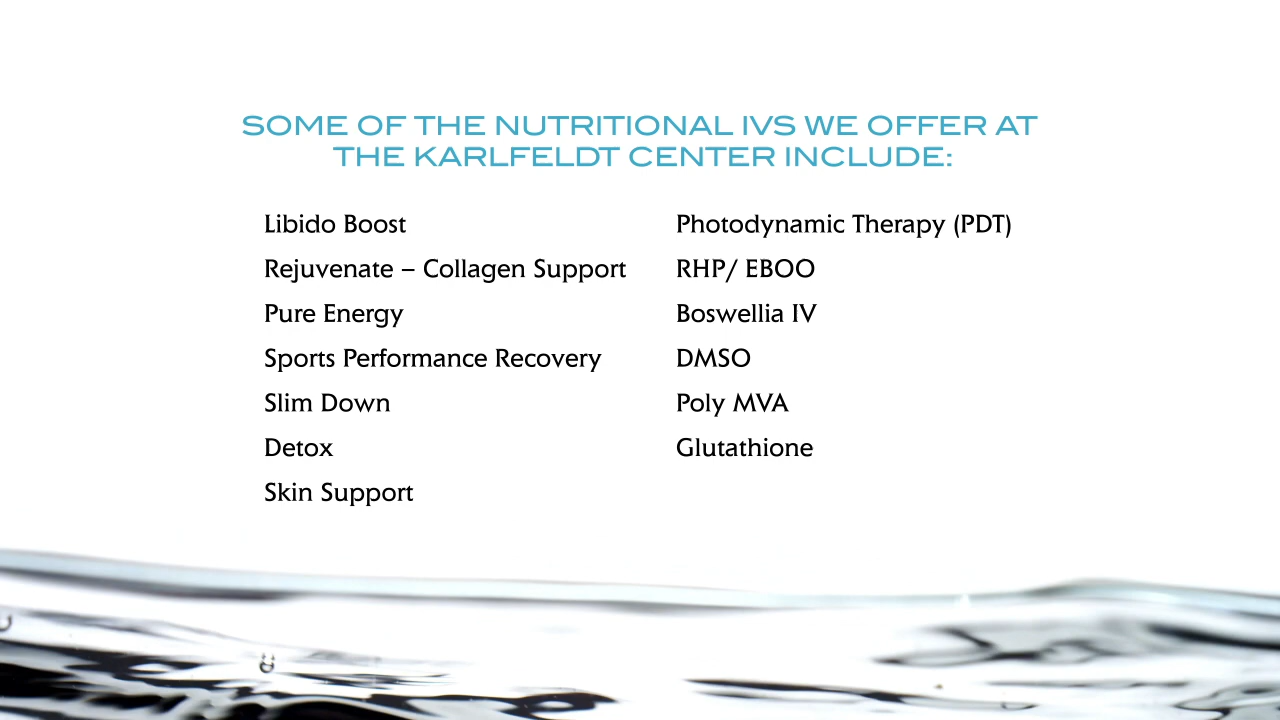 SOME OF THE NUTRITIONAL IVS WE OFFER AT
THE KARLFELDT CENTER INCLUDE:
Libido Boost
Rejuvenate – Collagen Support
Pure Energy
Sports Performance Recovery
Slim Down
Detox
Skin Support
Photodynamic Therapy (PDT)
RHP/ EBOO
Boswellia IV
DMSO
Poly MVA
Glutathione